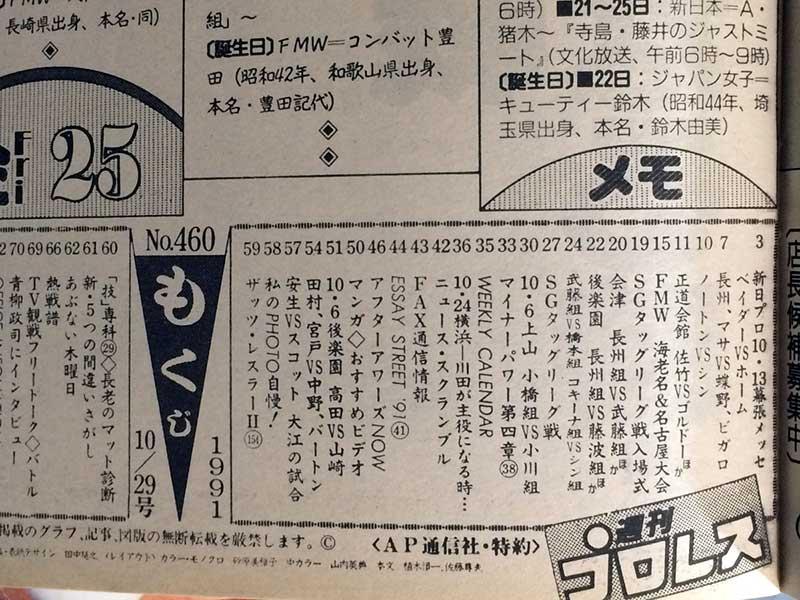 長崎県出身、本名・同)
組〜
〔誕生日〕FMW=コンバット豊
田(昭和42年、和歌山県出身、
本名・豊田記代)
6時)■21〜25日:新日本=A・
猪木〜『寺島・藤井のジャストミ
ート』(文化放送、午前6時〜9時)
〔誕生日〕■22日:ジャパン女子=
キューティー鈴木(昭和44年、埼
玉県出身、本名・鈴木由美)
Fri
25
メモ
3 新日プロ10・13幕張メッセ
ベイダーVSホーム
7 長州、マサVS蝶野、ビガロ
10 ノートンVSシン
11 正道会館 佐竹VSゴルドーほか
15 FMW 海老名&名古屋大会
19 SGタッグリーグ戦入場式
20 会津 長州組VS武藤組ほか
22 後楽園 長州組VS藤波組ほか
24 武藤組VS橋本組 コキーナ組VSシン組
27 SGタッグリーグ戦
30 10・6上山 小橋組VS小川組
33 マイナーパワー第四章㊳
35 WEEKLY CALENDAR
36 10・24横浜―川田が主役になる時…
42 ニュース・スクランブル
43 FAX通信情報
44 ESSAY STREET '91㊶
46 アフターアワーズNOW
50 マンガ◇おすすめビデオ
51 10・6後楽園 高田VS山崎
54 田村、宮戸VS中野、バートン
57 安生VSスコット 大江の試合
58 私のPHOTO自慢!
59 ザッツ・レスラーII(154)
No.460
もくじ
1991
10/29号
60 「技」専科㉙◇長老のマット診断
61 新・5つの間違いさがし
62 あぶない木曜日
66 熱戦譜
69 TV観戦フリートーク◇バトル
70 青柳政司にインタビュー
掲載のグラフ、記事、図版の無断転載を厳禁します。©
〈AP通信社・特約〉
週刊プロレス
店長候補募集中